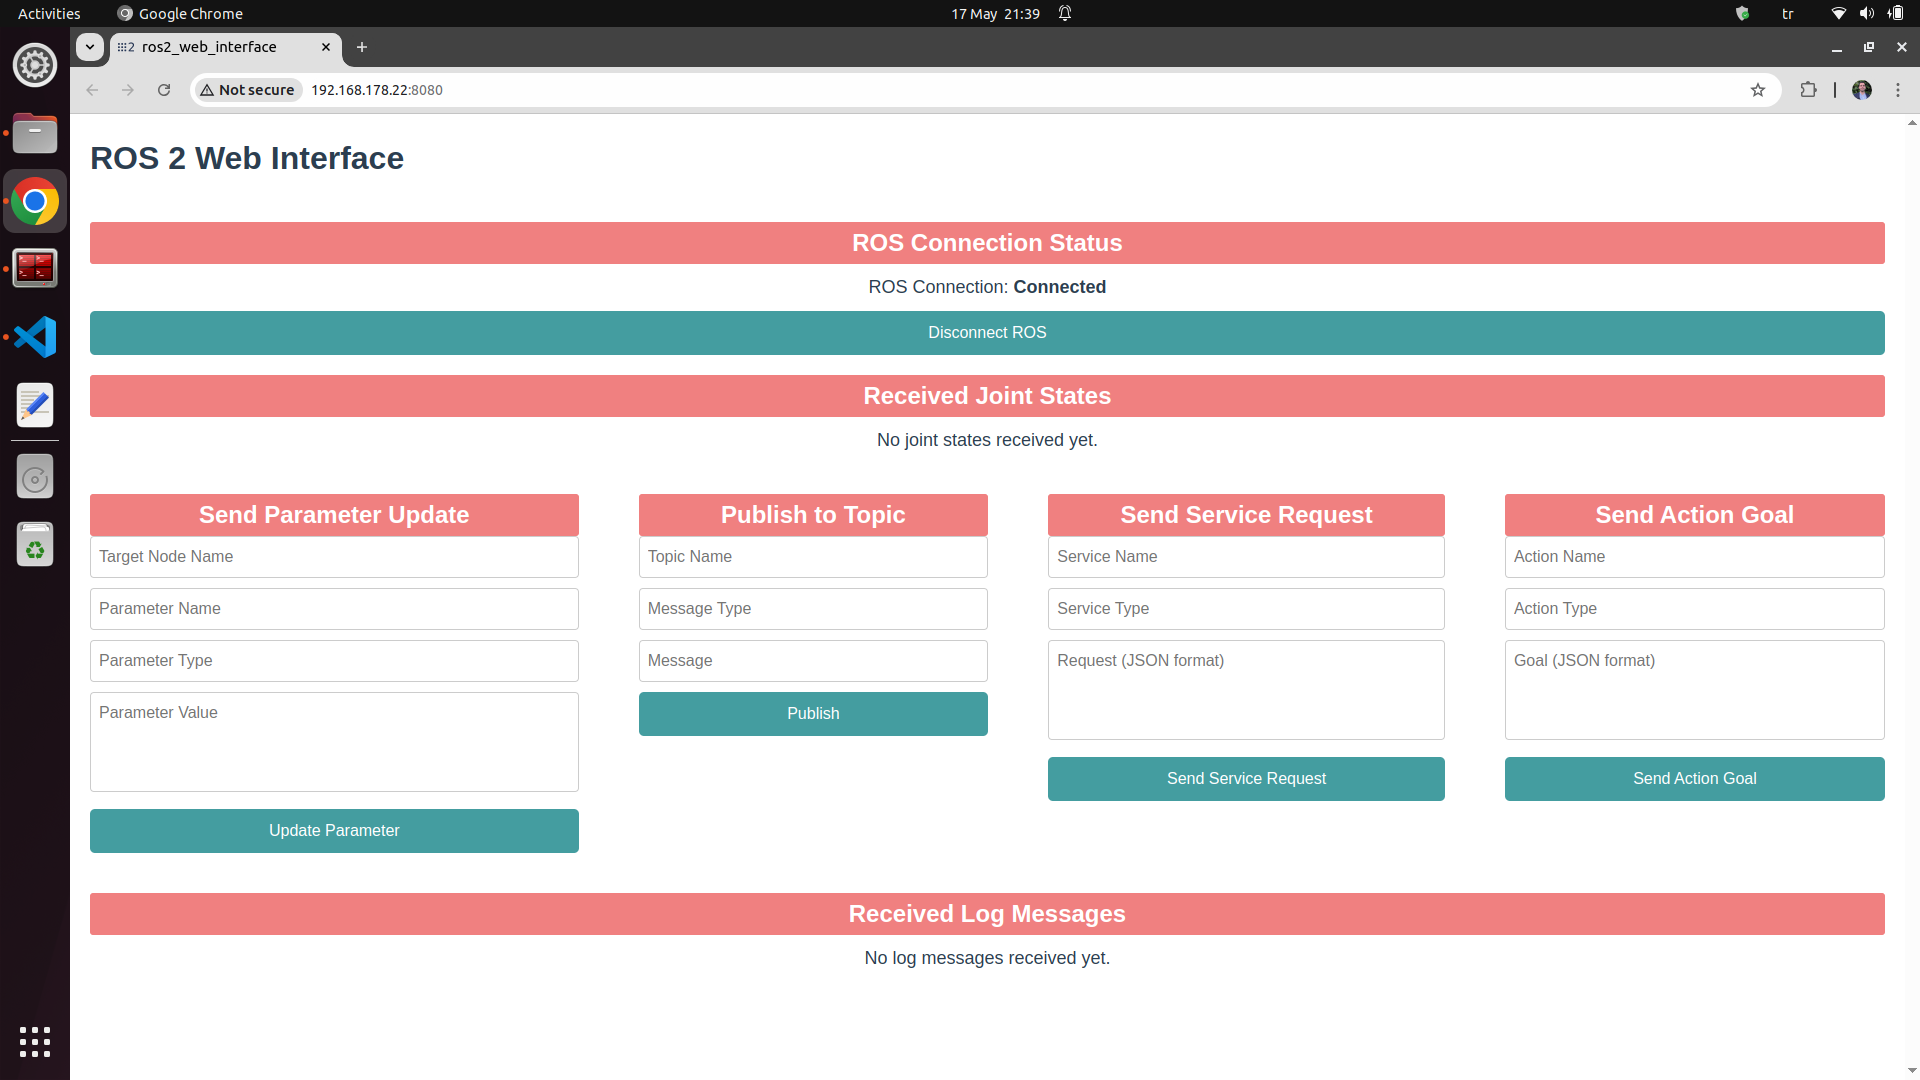 Activities Google Chrome 17 May 21:39 tr
ros2_web_interface
Not secure 192.168.178.22:8080
ROS 2 Web Interface
ROS Connection Status
ROS Connection: Connected
Disconnect ROS
Received Joint States
No joint states received yet.
Send Parameter Update
Target Node Name
Parameter Name
Parameter Type
Parameter Value
Update Parameter
Publish to Topic
Topic Name
Message Type
Message
Publish
Send Service Request
Service Name
Service Type
Request (JSON format)
Send Service Request
Send Action Goal
Action Name
Action Type
Goal (JSON format)
Send Action Goal
Received Log Messages
No log messages received yet.